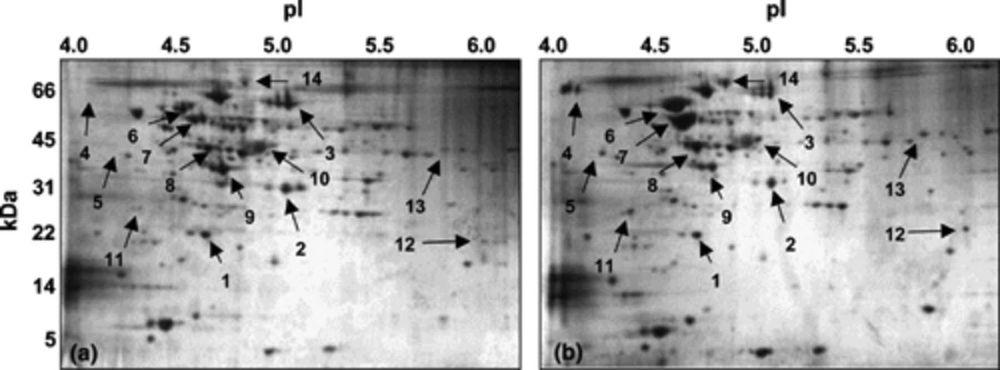 pI pI
4.0 4.5 5.0 5.5 6.0 4.0 4.5 5.0 5.5 6.0
14 14
66
6 3 6 3
45
4 7 4 7
8 10 8 10
31
5 13 5 13
kDa
9 9
22
12 12
11 2 11 2
1 1
14
5
(a) (b)